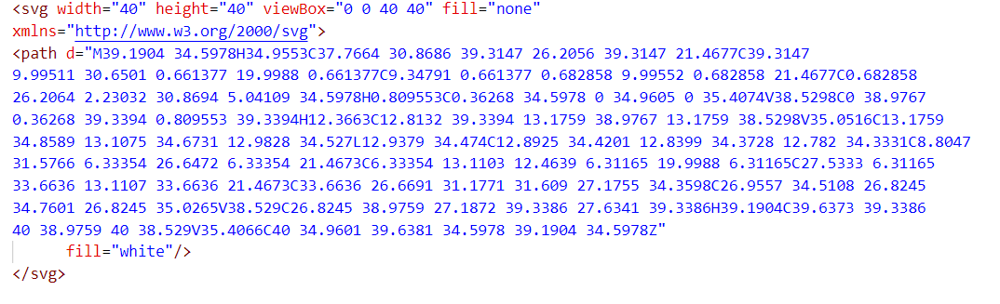 <svg width="40" height="40" viewBox="0 0 40 40" fill="none"
xmlns="http://www.w3.org/2000/svg">
<path d="M39.1904 34.5978H34.9553C37.7664 30.8686 39.3147 26.2056 39.3147 21.4677C39.3147
9.99511 30.6501 0.661377 19.9988 0.661377C9.34791 0.661377 0.682858 9.99552 0.682858 21.4677C0.682858
26.2064 2.23032 30.8694 5.04109 34.5978H0.809553C0.36268 34.5978 0 34.9605 0 35.4074V38.5298C0 38.9767
0.36268 39.3394 0.809553 39.3394H12.3663C12.8132 39.3394 13.1759 38.9767 13.1759 38.5298V35.0516C13.1759
34.8589 13.1075 34.6731 12.9828 34.527L12.9379 34.474C12.8925 34.4201 12.8399 34.3728 12.782 34.3331C8.8047
31.5766 6.33354 26.6472 6.33354 21.4673C6.33354 13.1103 12.4639 6.31165 19.9988 6.31165C27.5333 6.31165
33.6636 13.1107 33.6636 21.4673C33.6636 26.6691 31.1771 31.609 27.1755 34.3598C26.9557 34.5108 26.8245
34.7601 26.8245 35.0265V38.529C26.8245 38.9759 27.1872 39.3386 27.6341 39.3386H39.1904C39.6373 39.3386
40 38.9759 40 38.529V35.4066C40 34.9601 39.6381 34.5978 39.1904 34.5978Z"
fill="white"/>
</svg>